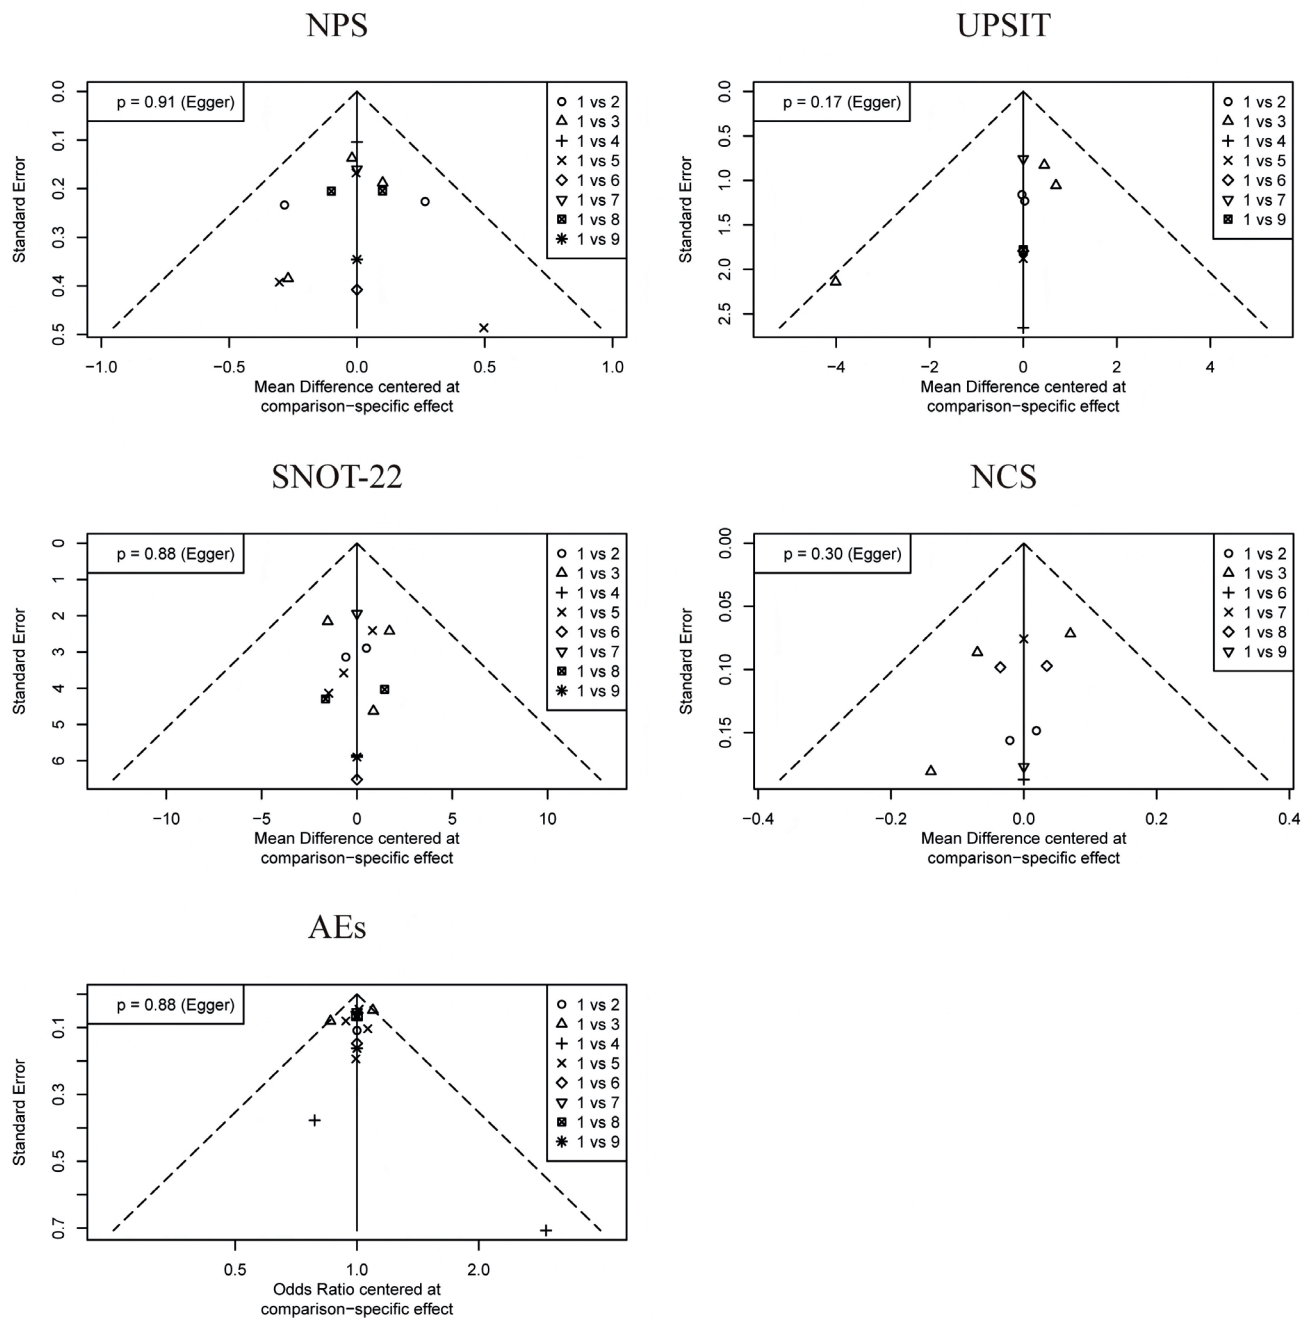 NPS
p = 0.91 (Egger)
1 vs 2
1 vs 3
1 vs 4
1 vs 5
1 vs 6
1 vs 7
1 vs 8
1 vs 9
Standard Error
0.0
0.1
0.2
0.3
0.4
0.5
−1.0 −0.5 0.0 0.5 1.0
Mean Difference centered at
comparison−specific effect
UPSIT
p = 0.17 (Egger)
1 vs 2
1 vs 3
1 vs 4
1 vs 5
1 vs 6
1 vs 7
1 vs 9
Standard Error
0.0
0.5
1.0
1.5
2.0
2.5
−4 −2 0 2 4
Mean Difference centered at
comparison−specific effect
SNOT-22
p = 0.88 (Egger)
1 vs 2
1 vs 3
1 vs 4
1 vs 5
1 vs 6
1 vs 7
1 vs 8
1 vs 9
Standard Error
0
1
2
3
4
5
6
−10 −5 0 5 10
Mean Difference centered at
comparison−specific effect
NCS
p = 0.30 (Egger)
1 vs 2
1 vs 3
1 vs 6
1 vs 7
1 vs 8
1 vs 9
Standard Error
0.00
0.05
0.10
0.15
−0.4 −0.2 0.0 0.2 0.4
Mean Difference centered at
comparison−specific effect
AEs
p = 0.88 (Egger)
1 vs 2
1 vs 3
1 vs 4
1 vs 5
1 vs 6
1 vs 7
1 vs 8
1 vs 9
Standard Error
0.1
0.3
0.5
0.7
0.5 1.0 2.0
Odds Ratio centered at
comparison−specific effect